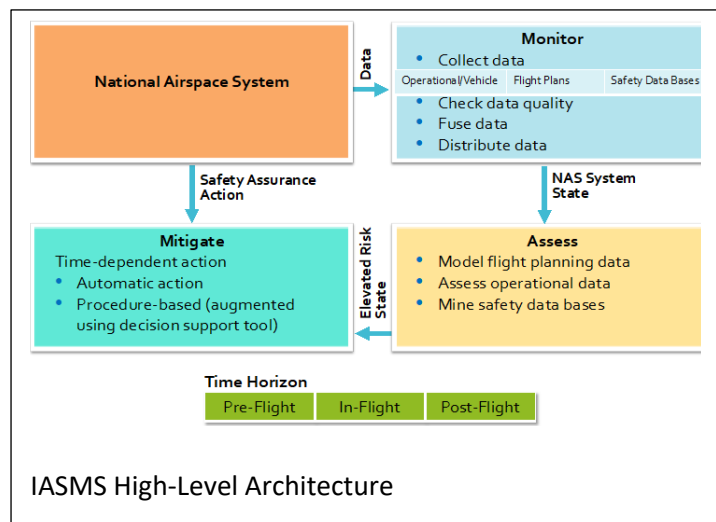 National Airspace System
Data
Monitor
• Collect data
Operational/Vehicle Flight Plans Safety Data Bases
• Check data quality
• Fuse data
• Distribute data
Safety Assurance
Action
NAS System
State
Mitigate
Time-dependent action
• Automatic action
• Procedure-based (augmented
using decision support tool)
Elevated Risk
State
Assess
• Model flight planning data
• Assess operational data
• Mine safety data bases
Time Horizon
Pre-Flight In-Flight Post-Flight
IASMS High-Level Architecture